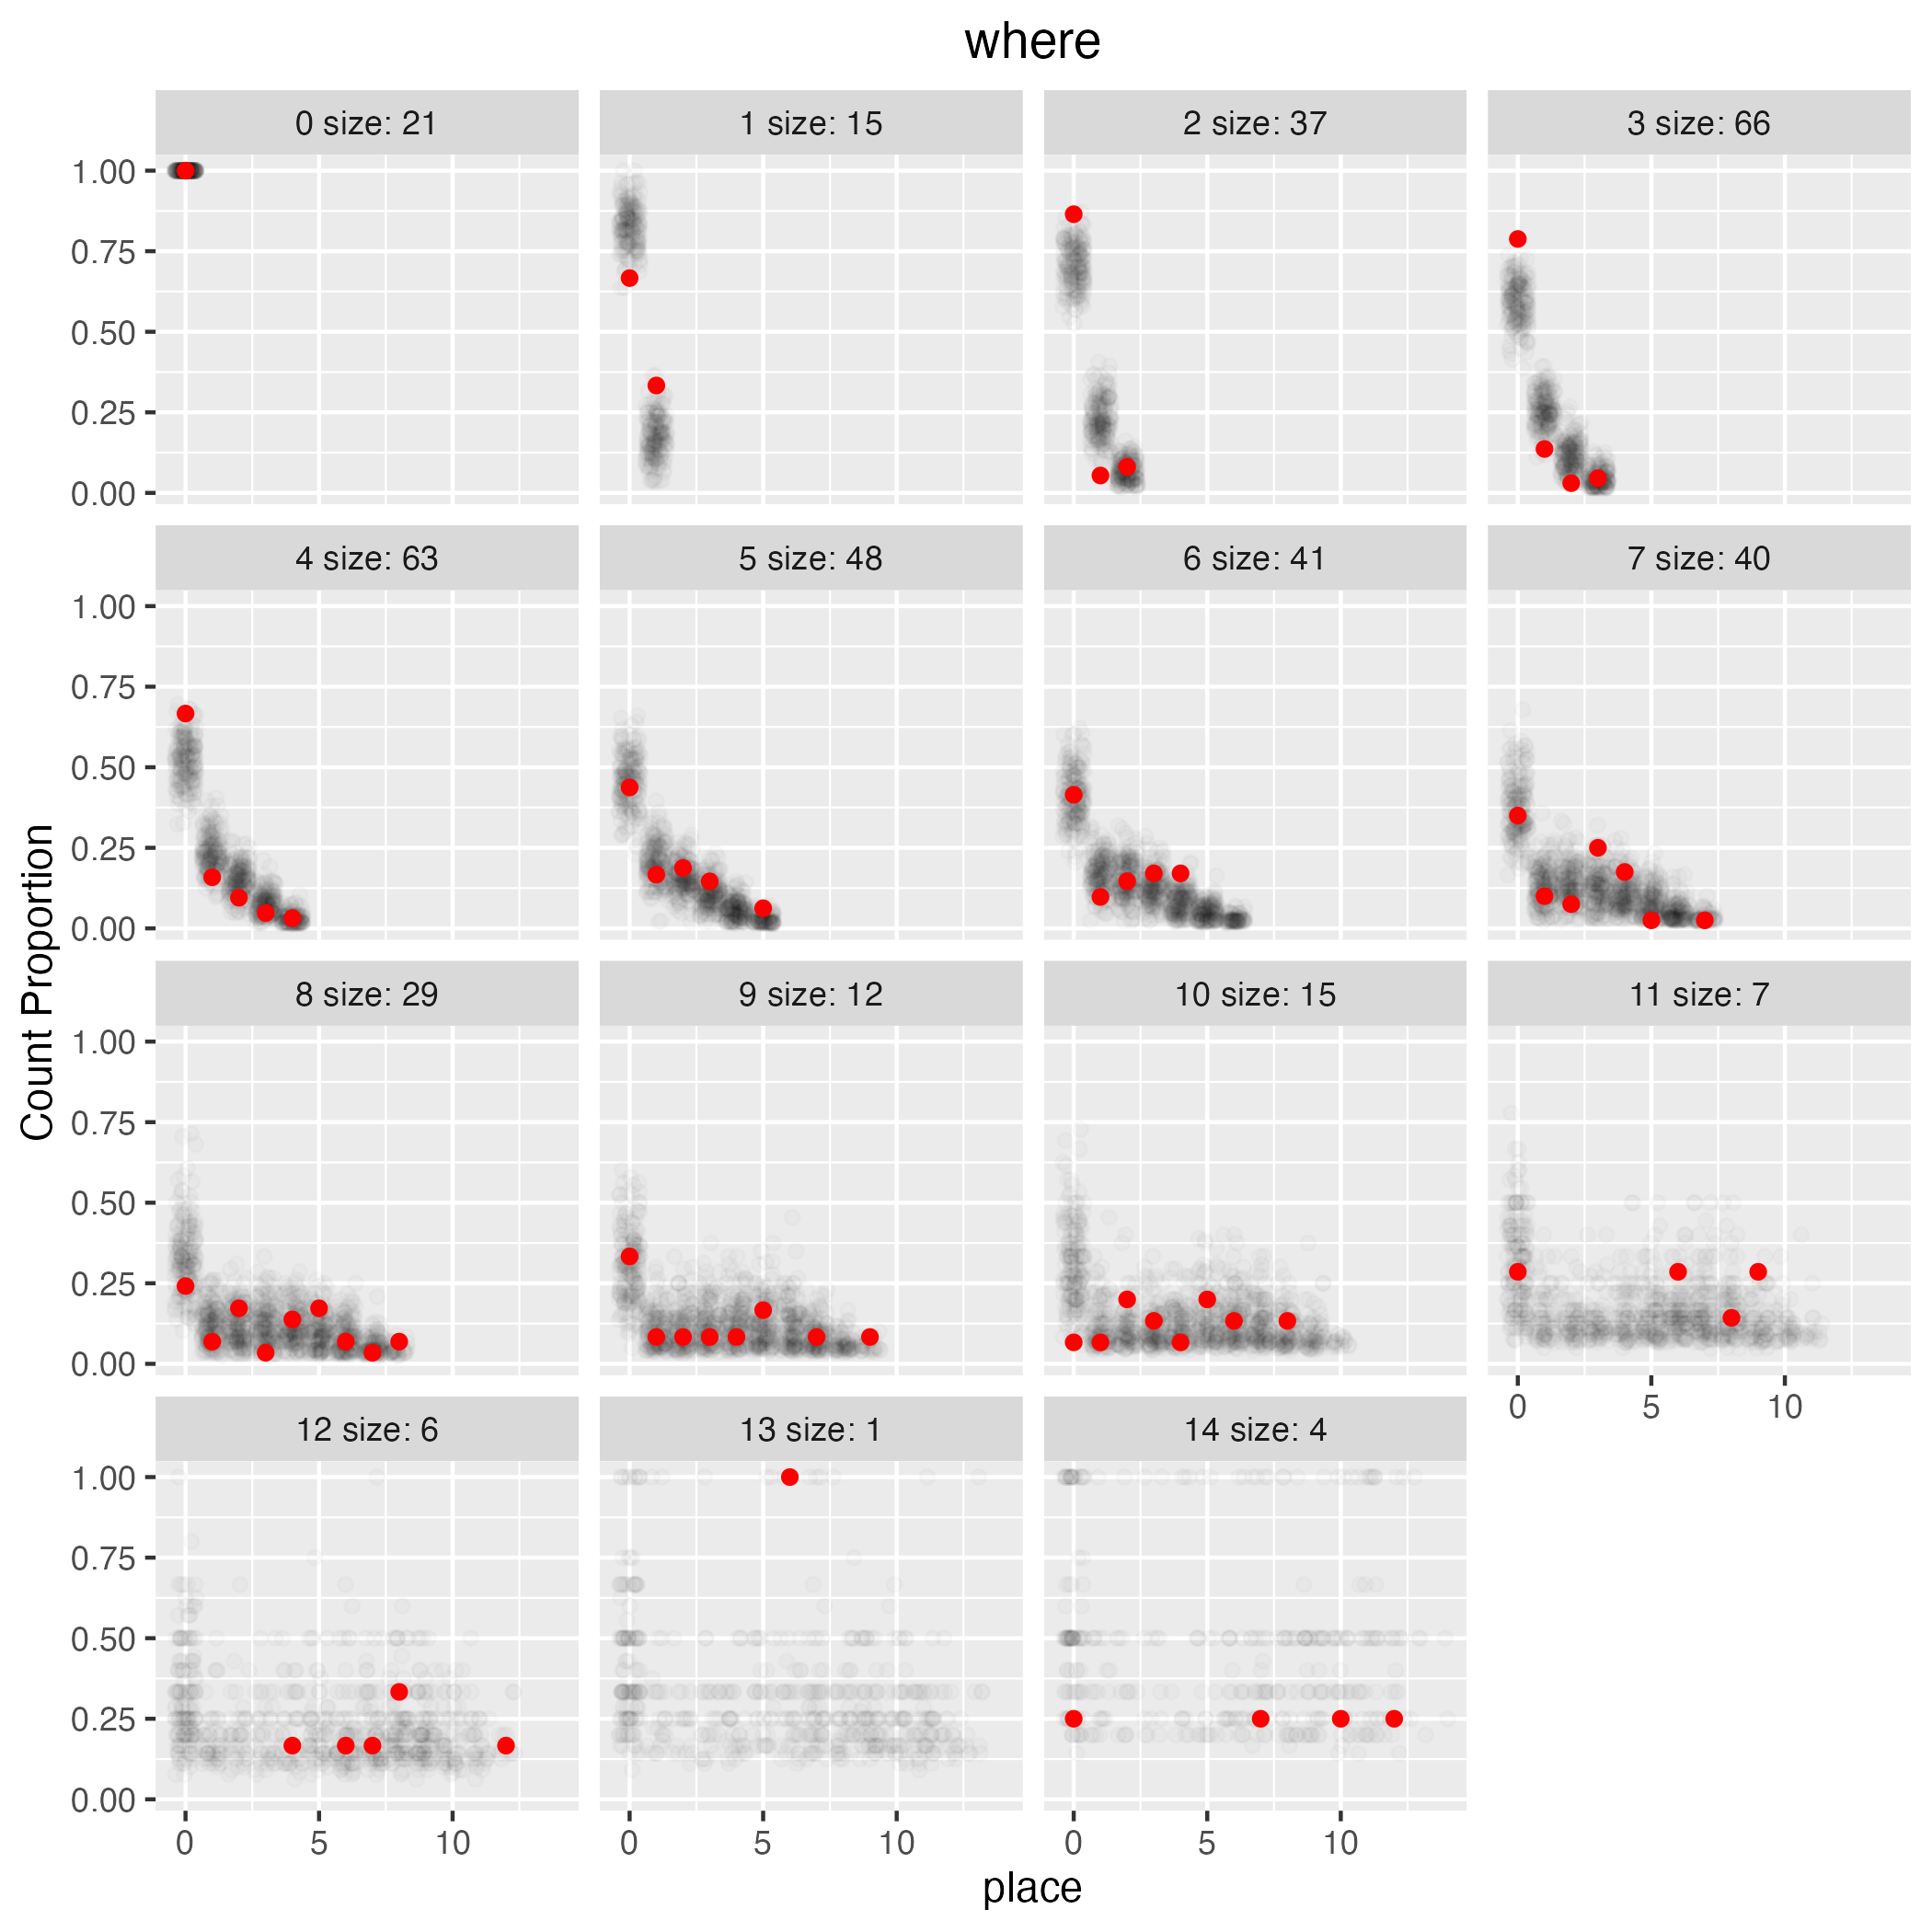 where
0 size: 21
1 size: 15
2 size: 37
3 size: 66
1.00
0.75
0.50
0.25
0.00
4 size: 63
5 size: 48
6 size: 41
7 size: 40
1.00
0.75
0.50
0.25
0.00
Count Proportion
8 size: 29
9 size: 12
10 size: 15
11 size: 7
1.00
0.75
0.50
0.25
0.00
0 5 10
12 size: 6
13 size: 1
14 size: 4
1.00
0.75
0.50
0.25
0.00
0 5 10
0 5 10
0 5 10
place